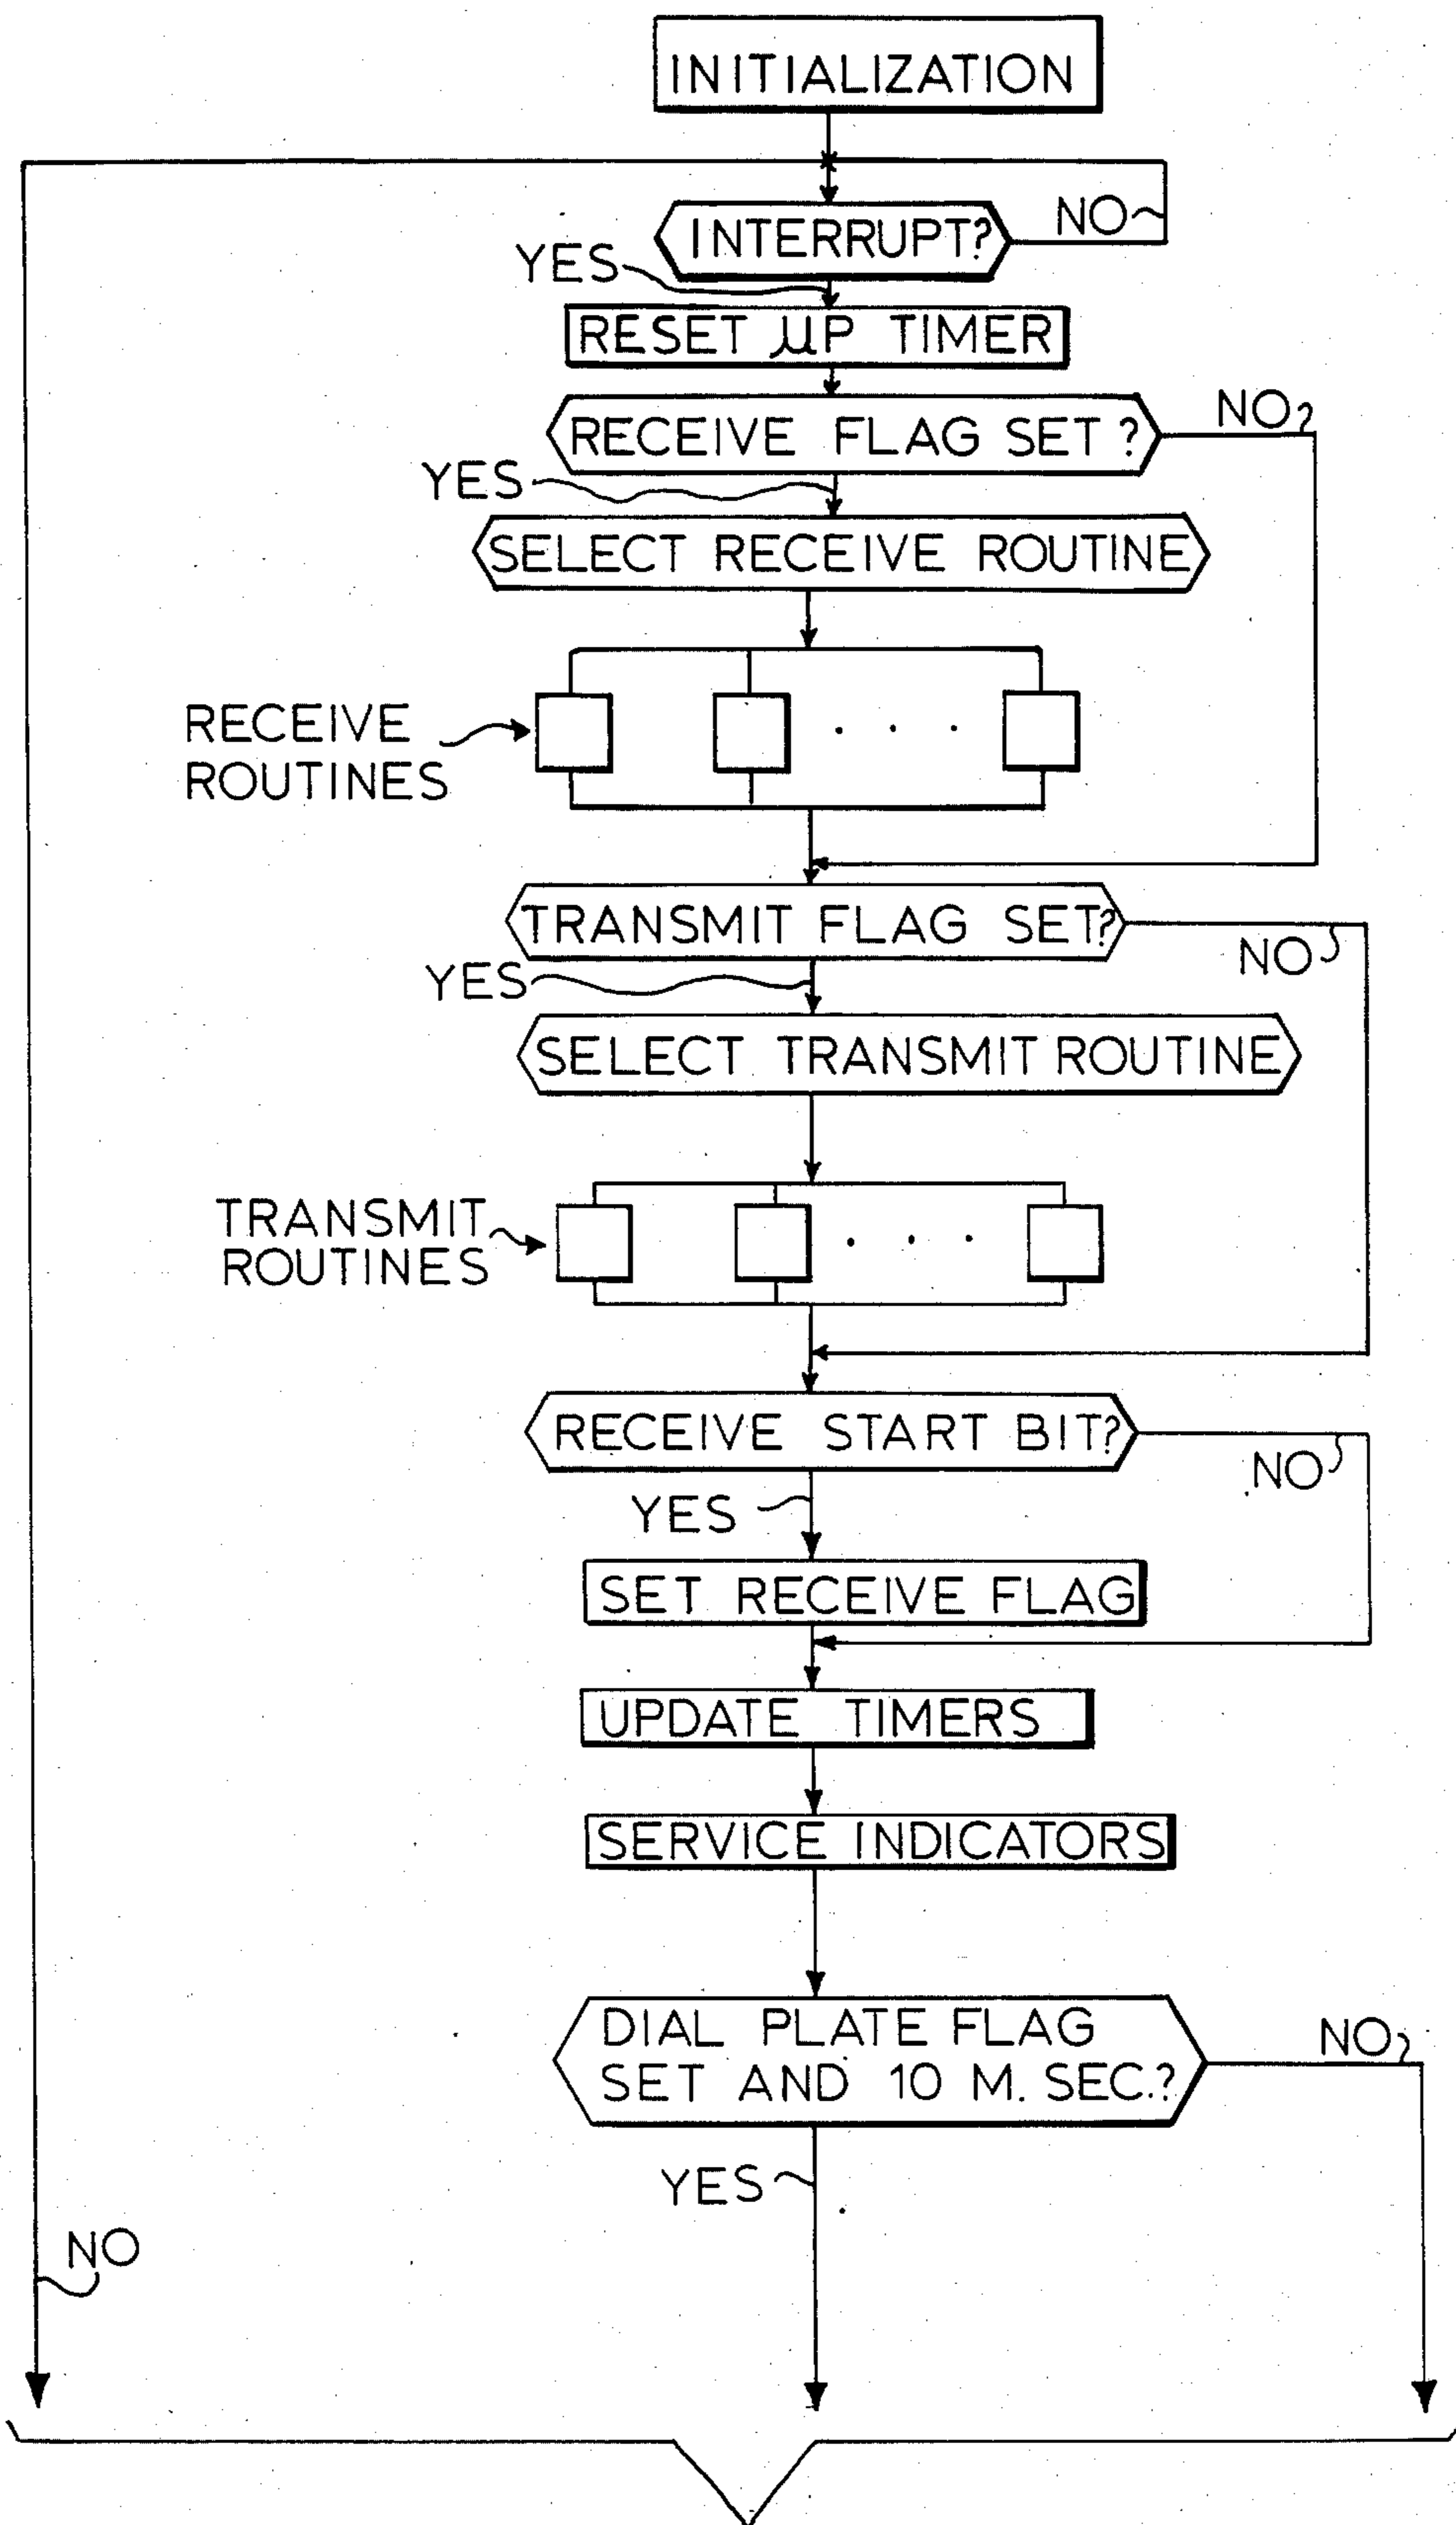 INITIALIZATION
INTERRUPT?
NO
YES
RESET μP TIMER
RECEIVE FLAG SET ?
NO
YES
SELECT RECEIVE ROUTINE
RECEIVE
ROUTINES
. . .
TRANSMIT FLAG SET?
NO
YES
SELECT TRANSMIT ROUTINE
TRANSMIT
ROUTINES
. . .
RECEIVE START BIT?
NO
YES
SET RECEIVE FLAG
UPDATE TIMERS
SERVICE INDICATORS
DIAL PLATE FLAG
SET AND 10 M. SEC.?
NO
YES
NO